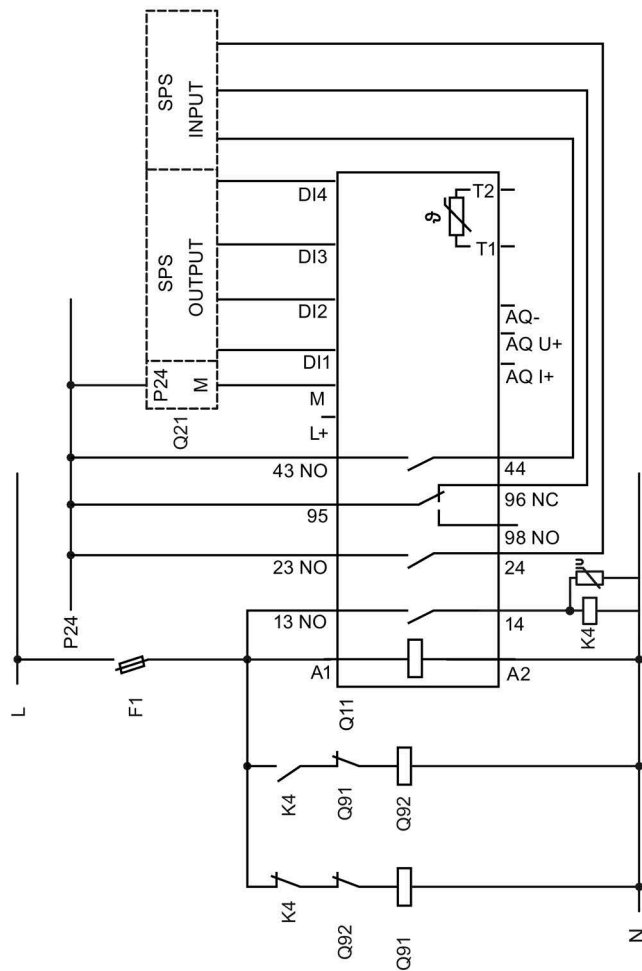 SPS
INPUT
SPS
OUTPUT
P24
M
Q21
DI4
DI3
DI2
DI1
M
L+
T2
T1
ϑ
AQ-
AQ U+
AQ I+
43 NO
44
95
96 NC
98 NO
23 NO
24
13 NO
14
A1
A2
Q11
P24
L
F1
U
K4
K4
Q91
Q92
K4
Q92
Q91
N